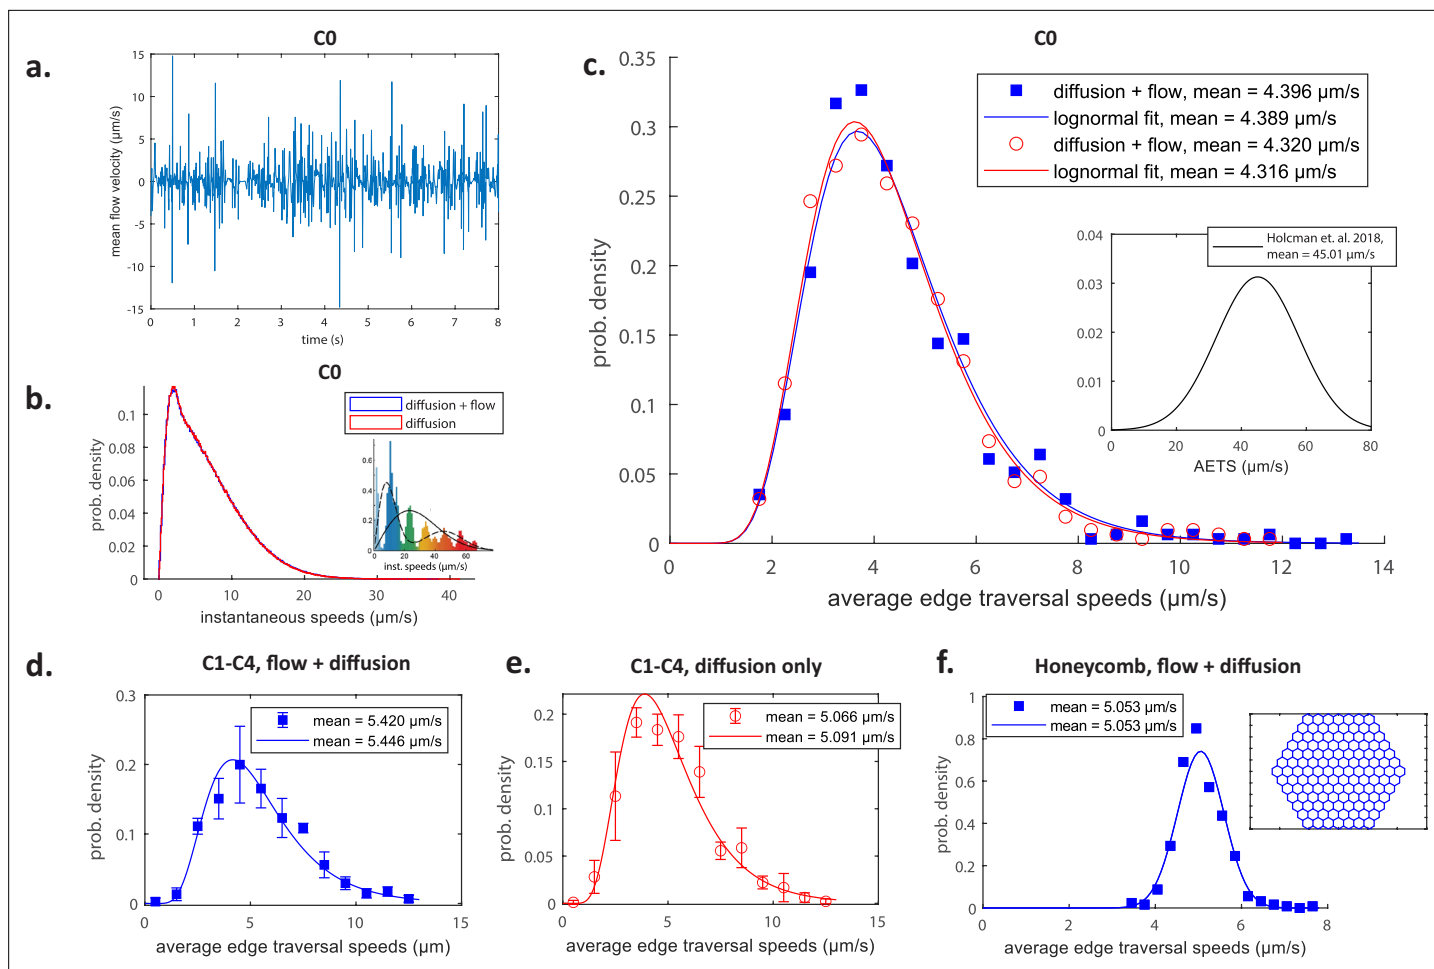 a.
C0
mean flow velocity (µm/s)
15
10
5
0
-5
-10
-15
0 1 2 3 4 5 6 7 8
time (s)
b.
C0
prob. density
0.1
0.08
0.06
0.04
0.02
0
0 10 20 30 40
instantaneous speeds (µm/s)
diffusion + flow
diffusion
0.6
0.4
0.2
0
0 20 40 60
inst. speeds (µm/s)
c.
C0
prob. density
0.35
0.3
0.25
0.2
0.15
0.1
0.05
0
0 2 4 6 8 10 12 14
average edge traversal speeds (µm/s)
diffusion + flow, mean = 4.396 µm/s
lognormal fit, mean = 4.389 µm/s
diffusion + flow, mean = 4.320 µm/s
lognormal fit, mean = 4.316 µm/s
Holcman et. al. 2018,
mean = 45.01 µm/s
0.04
0.03
0.02
0.01
0
0 20 40 60 80
AETS (µm/s)
d.
C1-C4, flow + diffusion
prob. density
0.3
0.2
0.1
0
0 5 10 15
average edge traversal speeds (µm)
mean = 5.420 µm/s
mean = 5.446 µm/s
e.
C1-C4, diffusion only
prob. density
0.2
0.15
0.1
0.05
0
0 5 10 15
average edge traversal speeds (µm/s)
mean = 5.066 µm/s
mean = 5.091 µm/s
f.
Honeycomb, flow + diffusion
prob. density
1
0.8
0.6
0.4
0.2
0
0 2 4 6 8
average edge traversal speeds (µm/s)
mean = 5.053 µm/s
mean = 5.053 µm/s